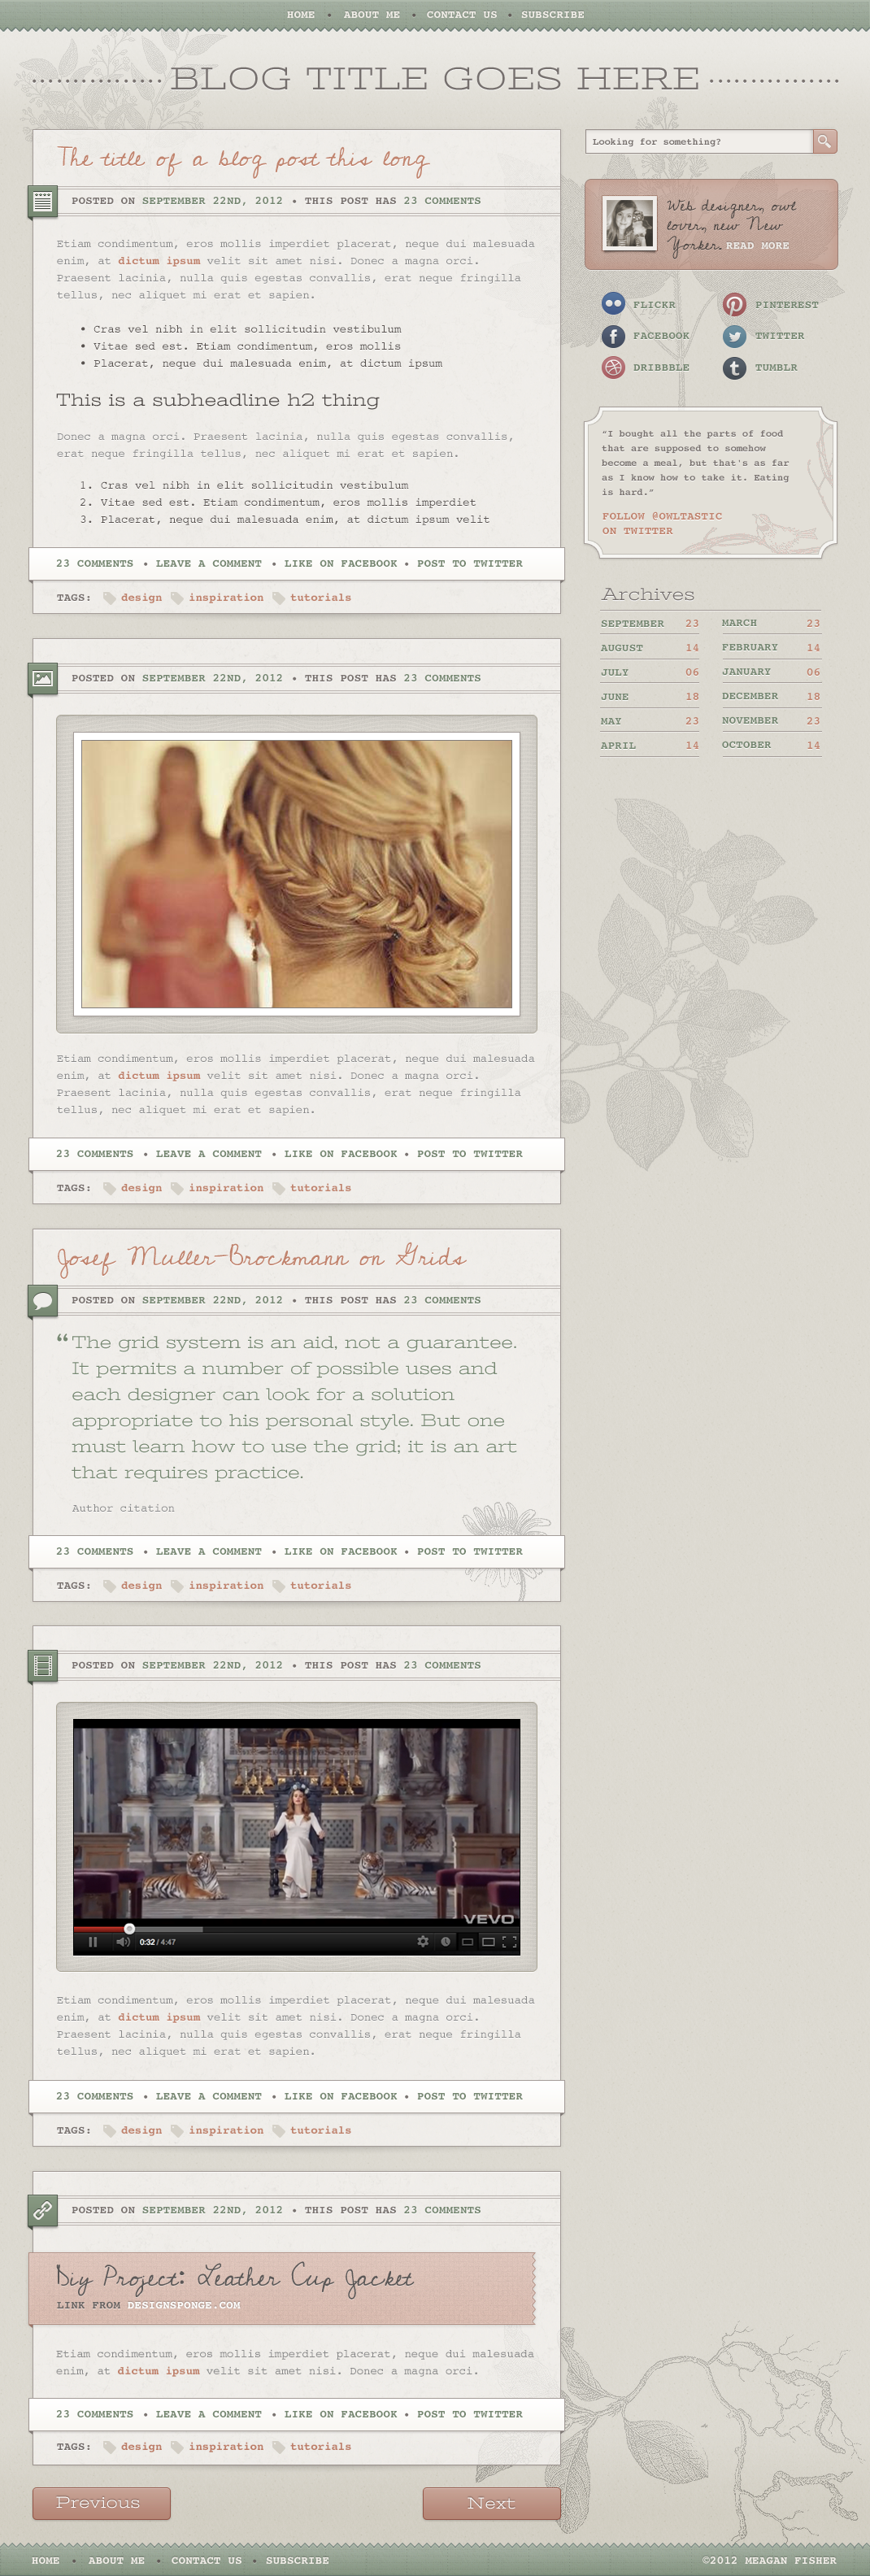 HOME • ABOUT ME • CONTACT US • SUBSCRIBE
BLOG TITLE GOES HERE
The title of a blog post this long
POSTED ON SEPTEMBER 22ND, 2012 • THIS POST HAS 23 COMMENTS
Etiam condimentum, eros mollis imperdiet placerat, neque dui malesuada
enim, at dictum ipsum velit sit amet nisi. Donec a magna orci.
Praesent lacinia, nulla quis egestas convallis, erat neque fringilla
tellus, nec aliquet mi erat et sapien.
• Cras vel nibh in elit sollicitudin vestibulum
• Vitae sed est. Etiam condimentum, eros mollis
• Placerat, neque dui malesuada enim, at dictum ipsum
This is a subheadline h2 thing
Donec a magna orci. Praesent lacinia, nulla quis egestas convallis,
erat neque fringilla tellus, nec aliquet mi erat et sapien.
1. Cras vel nibh in elit sollicitudin vestibulum
2. Vitae sed est. Etiam condimentum, eros mollis imperdiet
3. Placerat, neque dui malesuada enim, at dictum ipsum velit
23 COMMENTS • LEAVE A COMMENT • LIKE ON FACEBOOK • POST TO TWITTER
TAGS: design inspiration tutorials
POSTED ON SEPTEMBER 22ND, 2012 • THIS POST HAS 23 COMMENTS
Etiam condimentum, eros mollis imperdiet placerat, neque dui malesuada
enim, at dictum ipsum velit sit amet nisi. Donec a magna orci.
Praesent lacinia, nulla quis egestas convallis, erat neque fringilla
tellus, nec aliquet mi erat et sapien.
23 COMMENTS • LEAVE A COMMENT • LIKE ON FACEBOOK • POST TO TWITTER
TAGS: design inspiration tutorials
Josef Muller-Brockmann on Grids
POSTED ON SEPTEMBER 22ND, 2012 • THIS POST HAS 23 COMMENTS
“The grid system is an aid, not a guarantee.
It permits a number of possible uses and
each designer can look for a solution
appropriate to his personal style. But one
must learn how to use the grid; it is an art
that requires practice.
Author citation
23 COMMENTS • LEAVE A COMMENT • LIKE ON FACEBOOK • POST TO TWITTER
TAGS: design inspiration tutorials
POSTED ON SEPTEMBER 22ND, 2012 • THIS POST HAS 23 COMMENTS
VEVO
0:32 / 4:47
Etiam condimentum, eros mollis imperdiet placerat, neque dui malesuada
enim, at dictum ipsum velit sit amet nisi. Donec a magna orci.
Praesent lacinia, nulla quis egestas convallis, erat neque fringilla
tellus, nec aliquet mi erat et sapien.
23 COMMENTS • LEAVE A COMMENT • LIKE ON FACEBOOK • POST TO TWITTER
TAGS: design inspiration tutorials
POSTED ON SEPTEMBER 22ND, 2012 • THIS POST HAS 23 COMMENTS
Diy Project: Leather Cup Jacket
LINK FROM DESIGNSPONGE.COM
Etiam condimentum, eros mollis imperdiet placerat, neque dui malesuada
enim, at dictum ipsum velit sit amet nisi. Donec a magna orci.
23 COMMENTS • LEAVE A COMMENT • LIKE ON FACEBOOK • POST TO TWITTER
TAGS: design inspiration tutorials
Previous
Next
Looking for something?
Web designer, owl
lover, new New
Yorker. READ MORE
FLICKR
PINTEREST
FACEBOOK
TWITTER
DRIBBBLE
TUMBLR
“I bought all the parts of food
that are supposed to somehow
become a meal, but that's as far
as I know how to take it. Eating
is hard.”
FOLLOW @OWLTASTIC
ON TWITTER
Archives
SEPTEMBER 23 MARCH 23
AUGUST 14 FEBRUARY 14
JULY 06 JANUARY 06
JUNE 18 DECEMBER 18
MAY 23 NOVEMBER 23
APRIL 14 OCTOBER 14
HOME • ABOUT ME • CONTACT US • SUBSCRIBE
©2012 MEAGAN FISHER